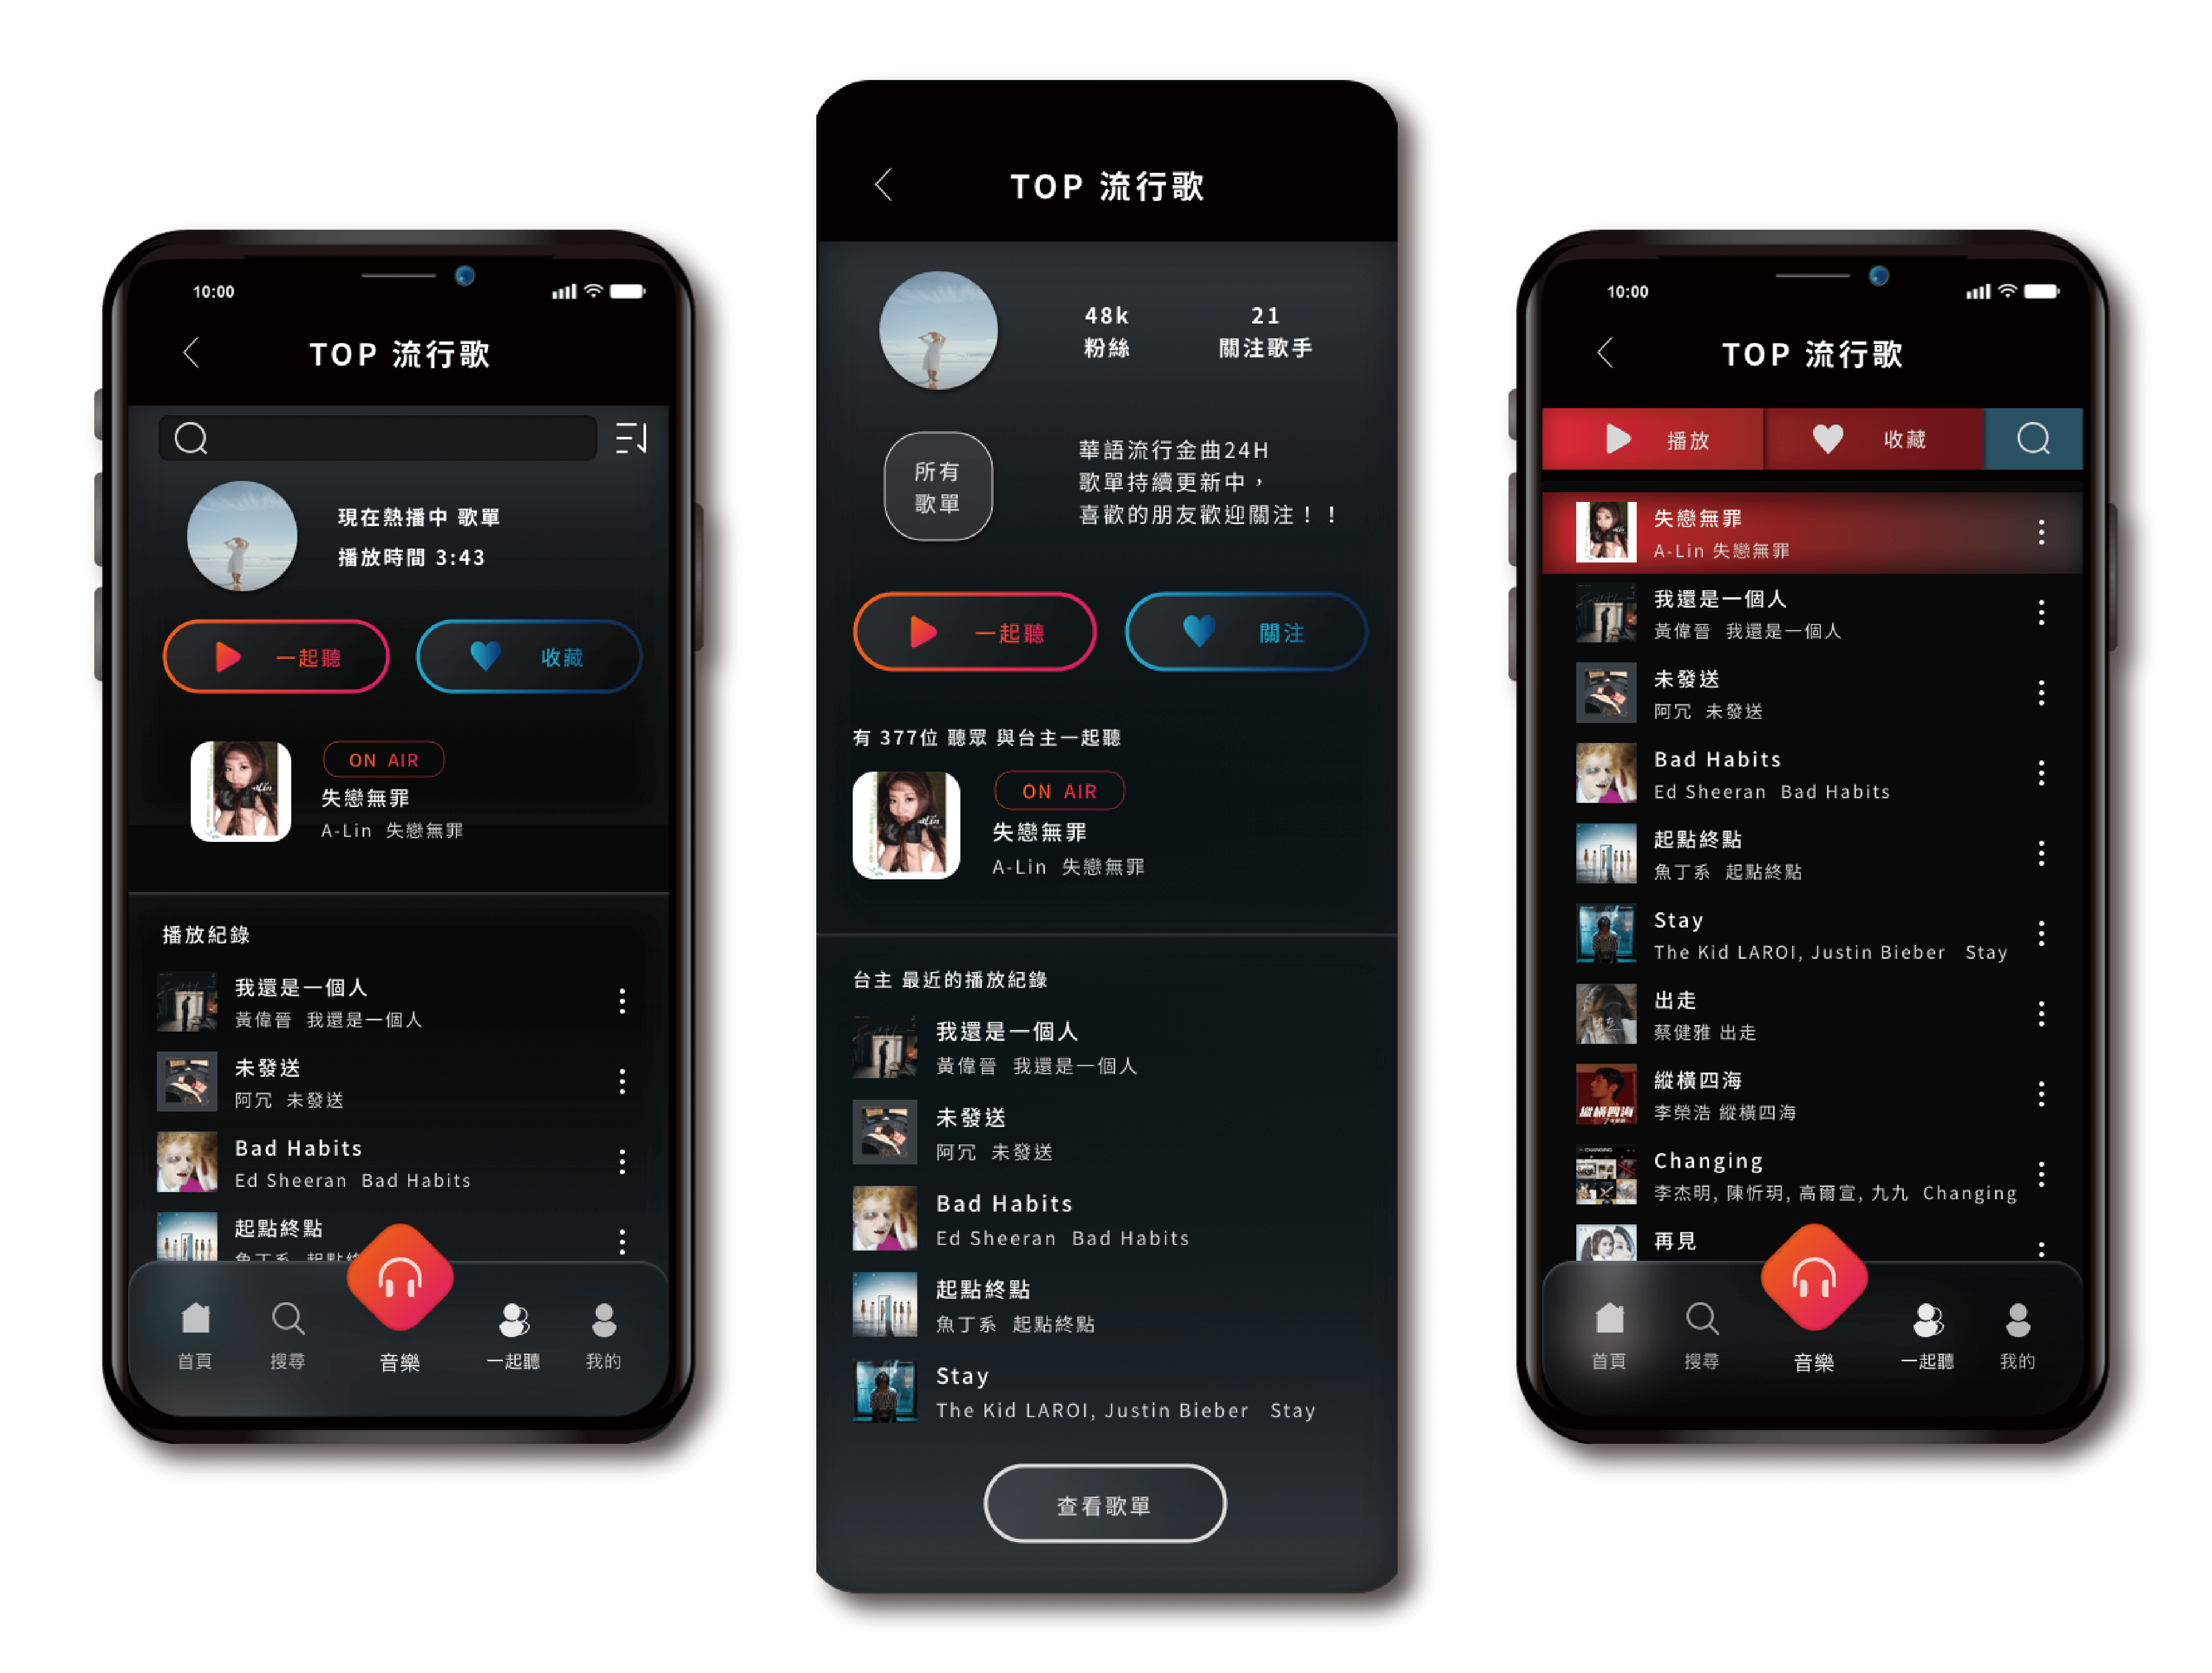 10:00
TOP 流行歌
現在熱播中 歌單
播放時間 3:43
一起聽
收藏
ON AIR
失戀無罪
A-Lin 失戀無罪
播放紀錄
我還是一個人
黃偉晉 我還是一個人
未發送
阿冗 未發送
Bad Habits
Ed Sheeran Bad Habits
起點終點
魚丁系 起點終
首頁
搜尋
音樂
一起聽
我的
TOP 流行歌
48k
粉絲
21
關注歌手
所有
歌單
華語流行金曲24H
歌單持續更新中，
喜歡的朋友歡迎關注！！
一起聽
關注
有 377位 聽眾 與台主一起聽
ON AIR
失戀無罪
A-Lin 失戀無罪
台主 最近的播放紀錄
我還是一個人
黃偉晉 我還是一個人
未發送
阿冗 未發送
Bad Habits
Ed Sheeran Bad Habits
起點終點
魚丁系 起點終點
Stay
The Kid LAROI, Justin Bieber Stay
查看歌單
10:00
TOP 流行歌
播放
收藏
失戀無罪
A-Lin 失戀無罪
我還是一個人
黃偉晉 我還是一個人
未發送
阿冗 未發送
Bad Habits
Ed Sheeran Bad Habits
起點終點
魚丁系 起點終點
Stay
The Kid LAROI, Justin Bieber Stay
出走
蔡健雅 出走
縱橫四海
李榮浩 縱橫四海
縱橫四海
Changing
李杰明, 陳忻玥, 高爾宣, 九九 Changing
再見
首頁
搜尋
音樂
一起聽
我的